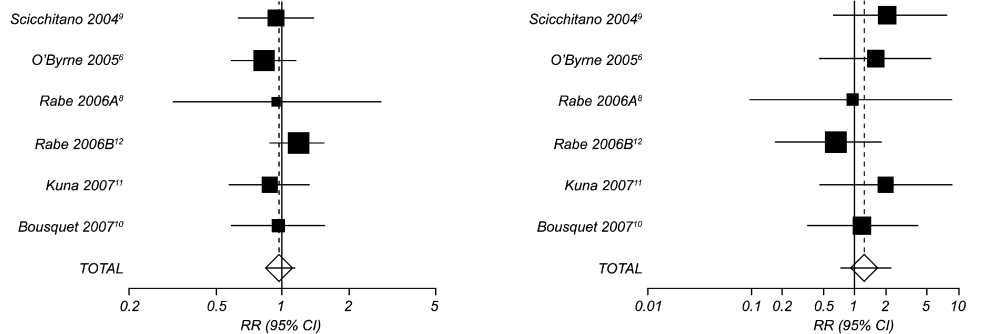 Scicchitano 2004⁹
O'Byrne 2005⁶
Rabe 2006A⁸
Rabe 2006B¹²
Kuna 2007¹¹
Bousquet 2007¹⁰
TOTAL
0.2 0.5 1 2 5
RR (95% CI)
Scicchitano 2004⁹
O'Byrne 2005⁶
Rabe 2006A⁸
Rabe 2006B¹²
Kuna 2007¹¹
Bousquet 2007¹⁰
TOTAL
0.01 0.1 0.2 0.5 1 2 5 10
RR (95% CI)